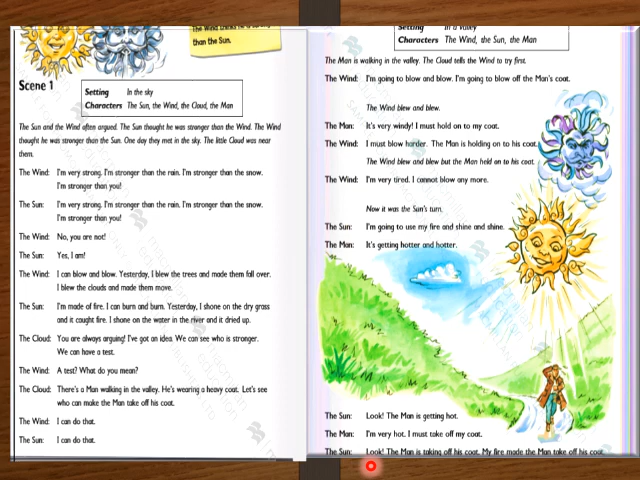 The Wind thinks he is
than the Sun.
Scene 1
Setting In the sky
Characters The Sun, the Wind, the Cloud, the Man
The Sun and the Wind often argued. The Sun thought he was stronger than the Wind. The Wind
thought he was stronger than the Sun. One day they met in the sky. The little Cloud was near
them.
The Wind: I'm very strong. I'm stronger than the rain. I'm stronger than the snow.
I'm stronger than you!
The Sun: I'm very strong. I'm stronger than the rain. I'm stronger than the snow.
I'm stronger than you!
The Wind: No, you are not!
The Sun: Yes, I am!
The Wind: I can blow and blow. Yesterday, I blew the trees and made them fall over.
I blew the clouds and made them move.
The Sun: I'm made of fire. I can burn and burn. Yesterday, I shone on the dry grass
and it caught fire. I shone on the water in the river and it dried up.
The Cloud: You are always arguing! I've got an idea. We can see who is stronger.
We can have a test.
The Wind: A test? What do you mean?
The Cloud: There's a Man walking in the valley. He's wearing a heavy coat. Let's see
who can make the Man take off his coat.
The Wind: I can do that.
The Sun: I can do that.
Setting In a valley
Characters The Wind, the Sun, the Man
The Man is walking in the valley. The Cloud tells the Wind to try first.
The Wind: I'm going to blow and blow. I'm going to blow off the Man's coat.
The Wind blew and blew.
The Man: It's very windy! I must hold on to my coat.
The Wind: I must blow harder. The Man is holding on to his coat.
The Wind blew and blew but the Man held on to his coat.
The Wind: I'm very tired. I cannot blow any more.
Now it was the Sun's turn.
The Sun: I'm going to use my fire and shine and shine.
The Man: It's getting hotter and hotter.
The Sun: Look! The Man is getting hot.
The Man: I'm very hot. I must take off my coat.
The Sun: Look! The Man is taking off his coat. My fire made the Man take off his coat.